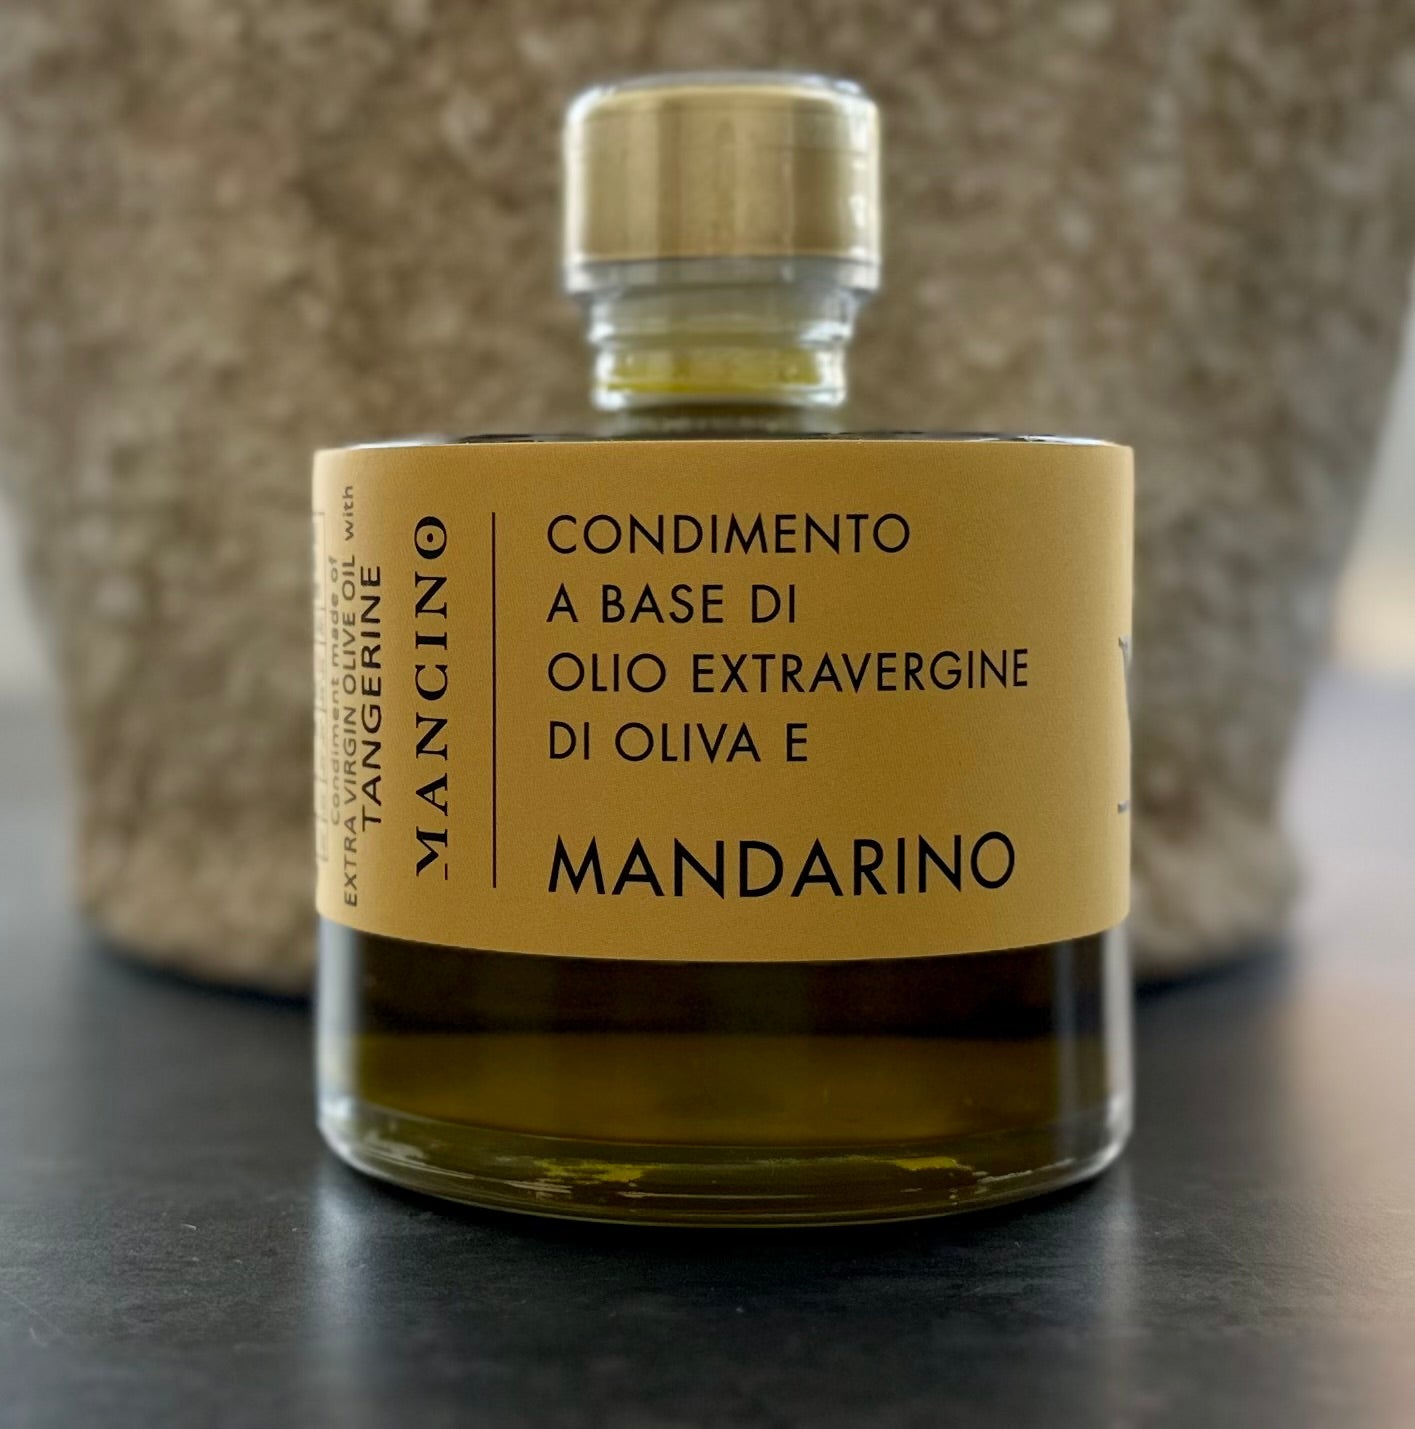 CONDIMENTO
A BASE DI
OLIO EXTRAVERGINE
DI OLIVA E
MANDARINO
MANCINO
Condiment made of
EXTRA VIRGIN OLIVE OIL with
TANGERINE